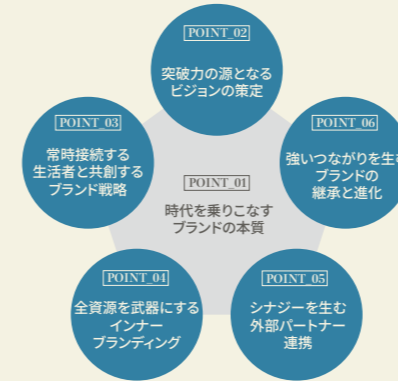 POINT_02
突破力の源となる
ビジョンの策定
POINT_03
常時接続する
生活者と共創する
ブランド戦略
POINT_06
強いつながりを生む
ブランドの
継承と進化
POINT_01
時代を乗りこなす
ブランドの本質
POINT_04
全資源を武器にする
インナー
ブランディング
POINT_05
シナジーを生む
外部パートナー
連携